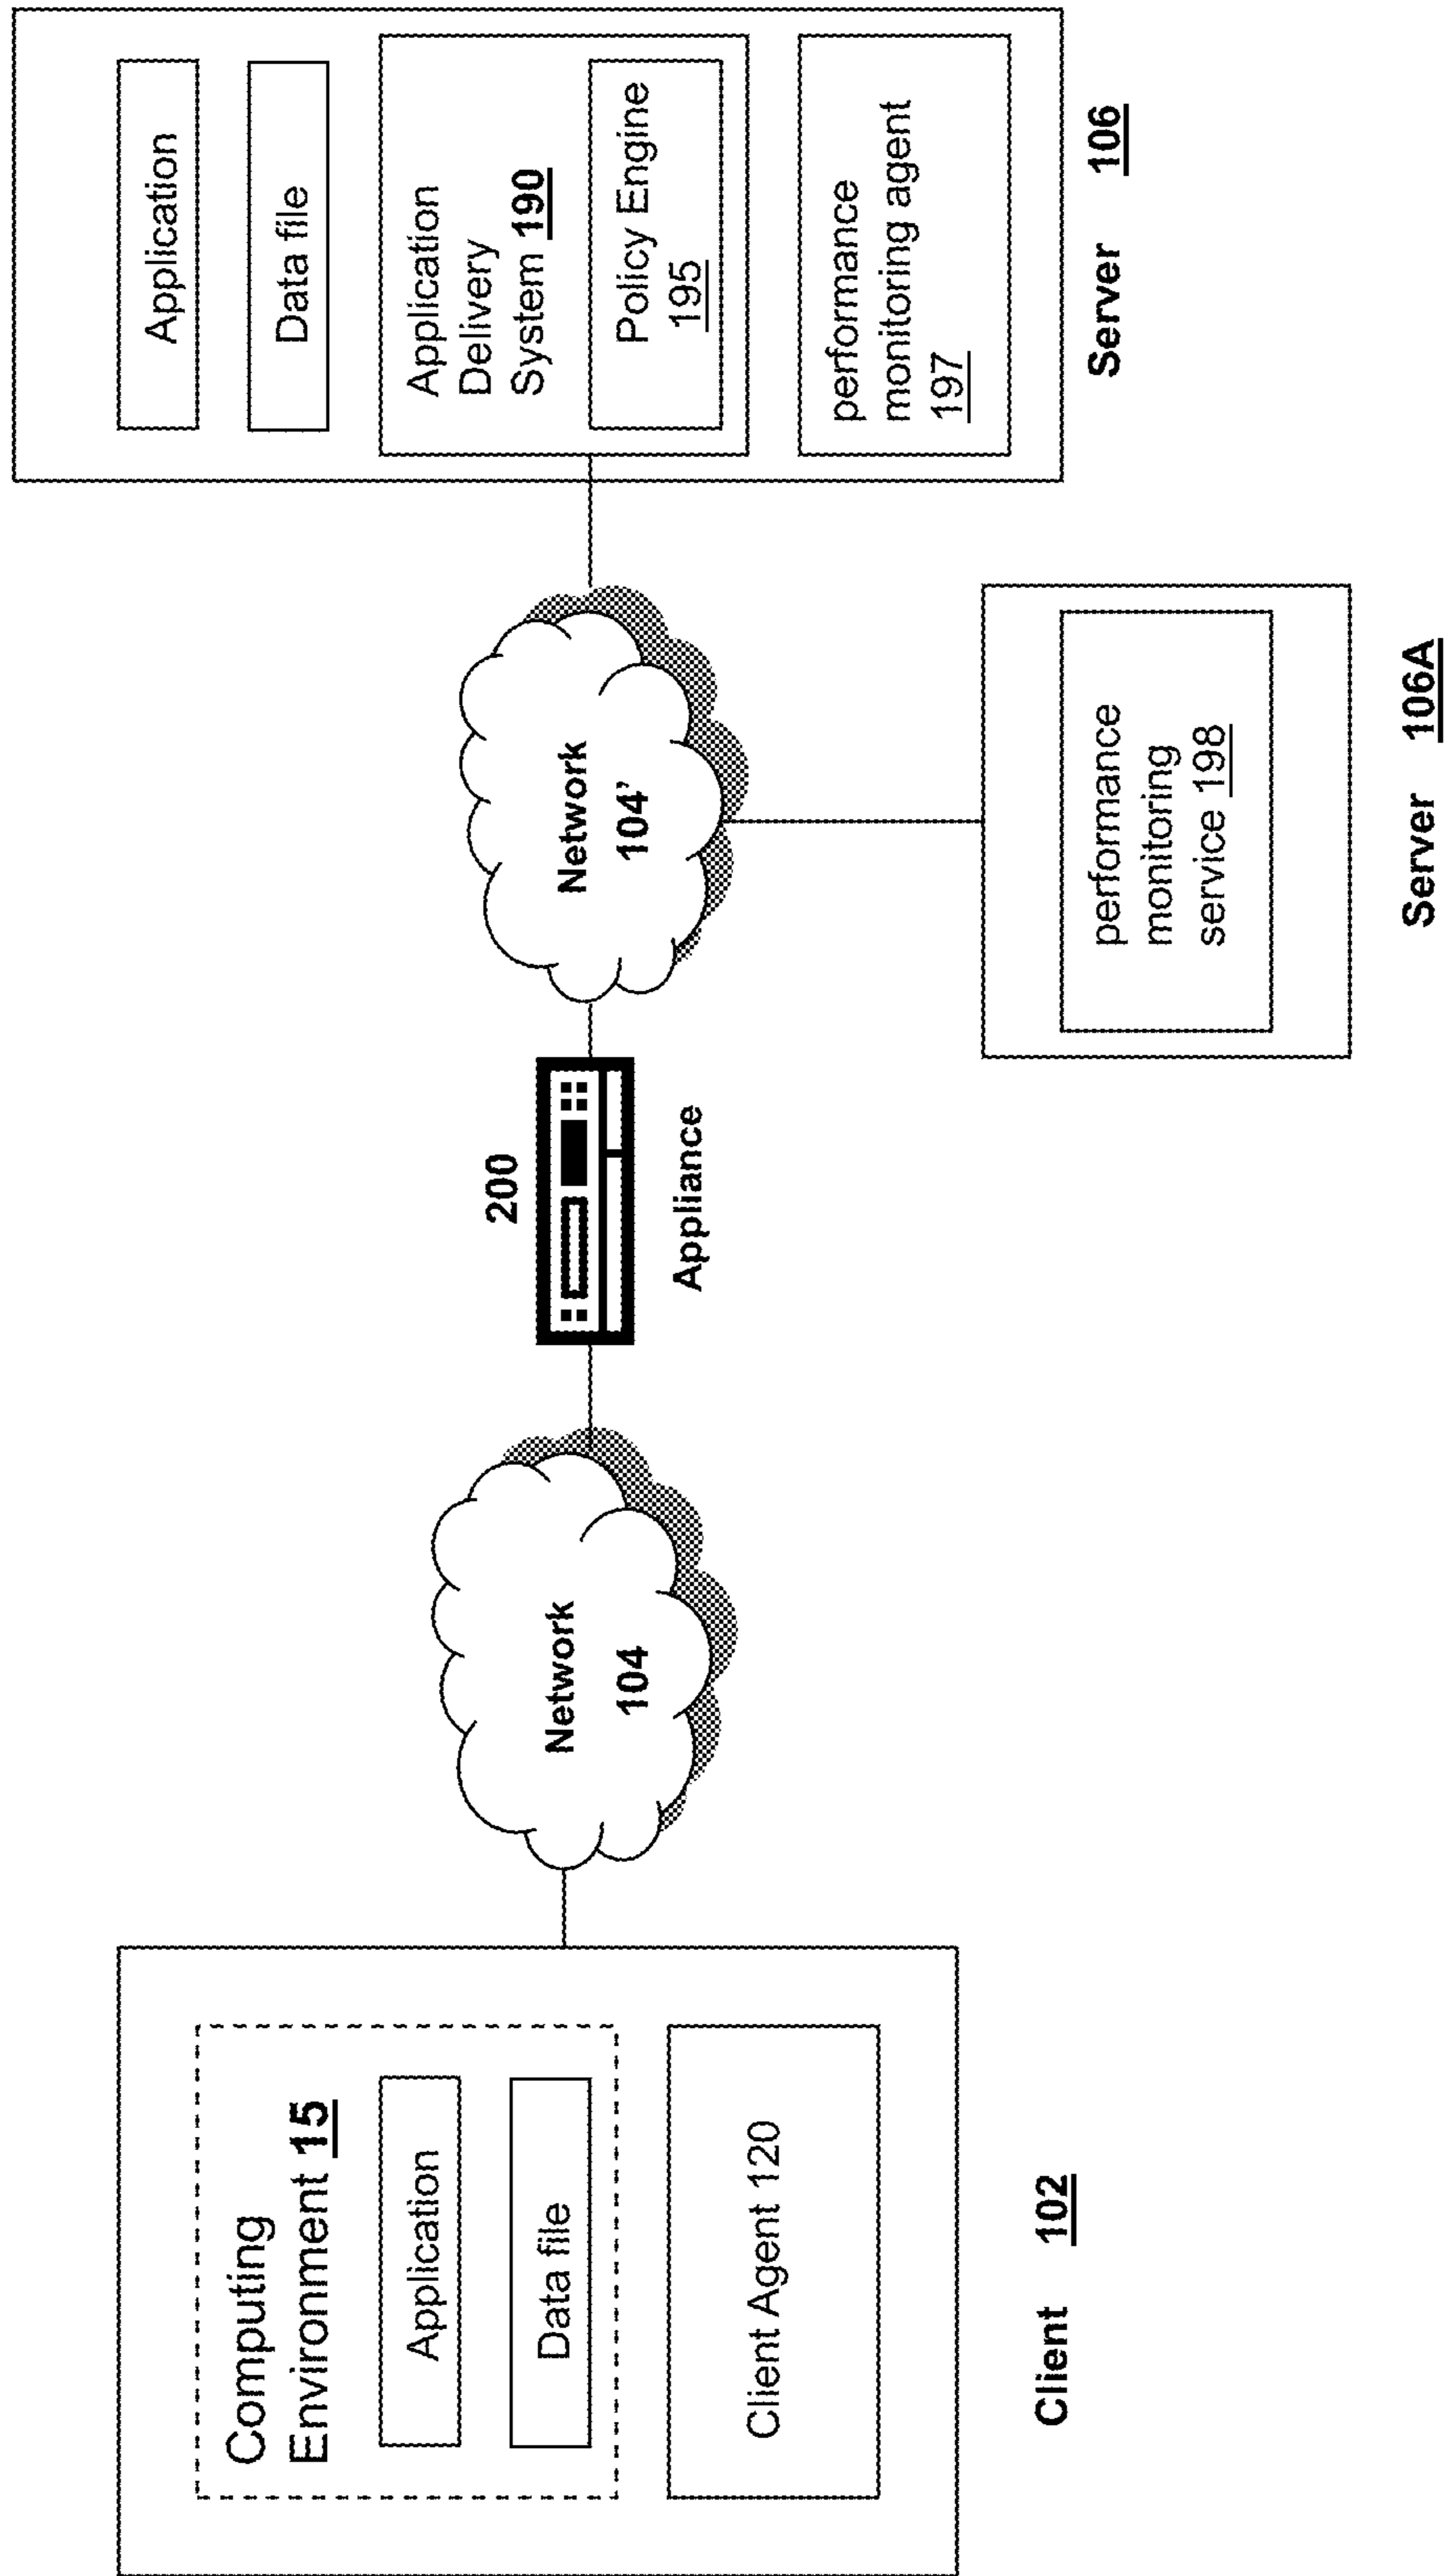 Computing
Environment 15
Application
Data file
Client Agent 120
Client 102
Network
104
200
Appliance
Network
104’
performance
monitoring
service 198
Server 106A
Application
Data file
Application
Delivery
System 190
Policy Engine
195
performance
monitoring agent
197
Server 106